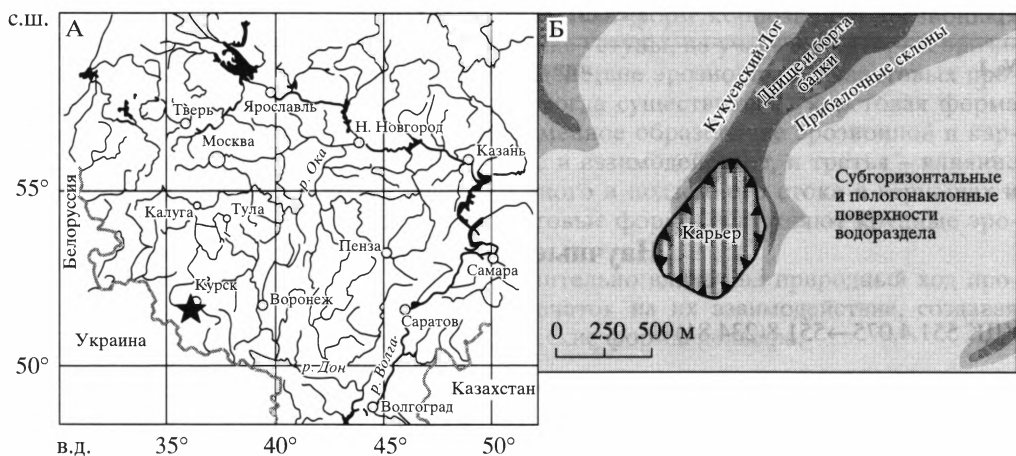 с.ш.
А
Тверь
Ярославль
Н. Новгород
Москва
р. Ока
Казань
55°
Калуга
Тула
Белоруссия
Пенза
Самара
Курск
Воронеж
Саратов
Украина
50°
р. Дон
р. Волга
Казахстан
Волгоград
в.д.
35°
40°
45°
50°
Б
Кукуевский Лог
Днище и борта
балки
Прибалочные склоны
Субгоризонтальные
и пологонаклонные
поверхности
водораздела
Карьер
0 250 500 м